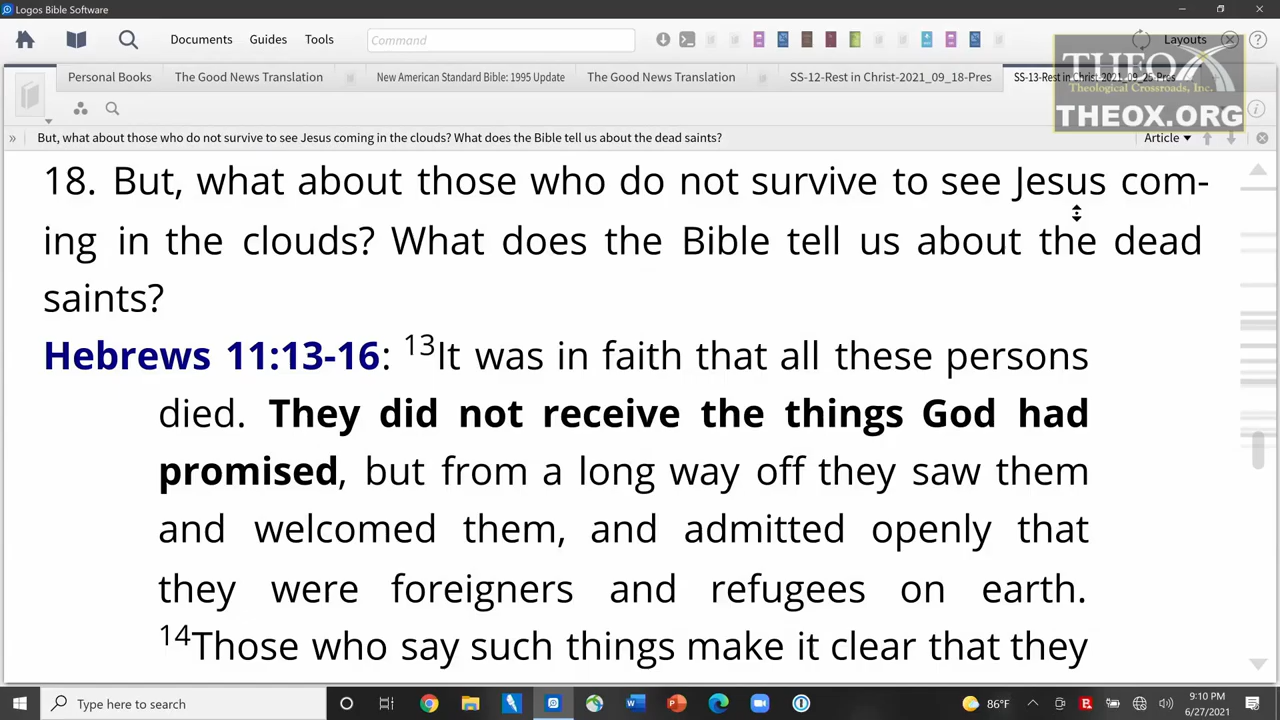 Logos Bible Software
Documents Guides Tools Command Layouts
Personal Books The Good News Translation New American Standard Bible: 1995 Update The Good News Translation SS-12-Rest in Christ-2021_09_18-Pres SS-13-Rest in Christ-2021_09_25-Pres
THEOX
Theological Crossroads, Inc.
THEOX.ORG
But, what about those who do not survive to see Jesus coming in the clouds? What does the Bible tell us about the dead saints? Article
18. But, what about those who do not survive to see Jesus com-
ing in the clouds? What does the Bible tell us about the dead
saints?
Hebrews 11:13-16: 13It was in faith that all these persons
died. They did not receive the things God had
promised, but from a long way off they saw them
and welcomed them, and admitted openly that
they were foreigners and refugees on earth.
14Those who say such things make it clear that they
Type here to search 86°F 9:10 PM
6/27/2021